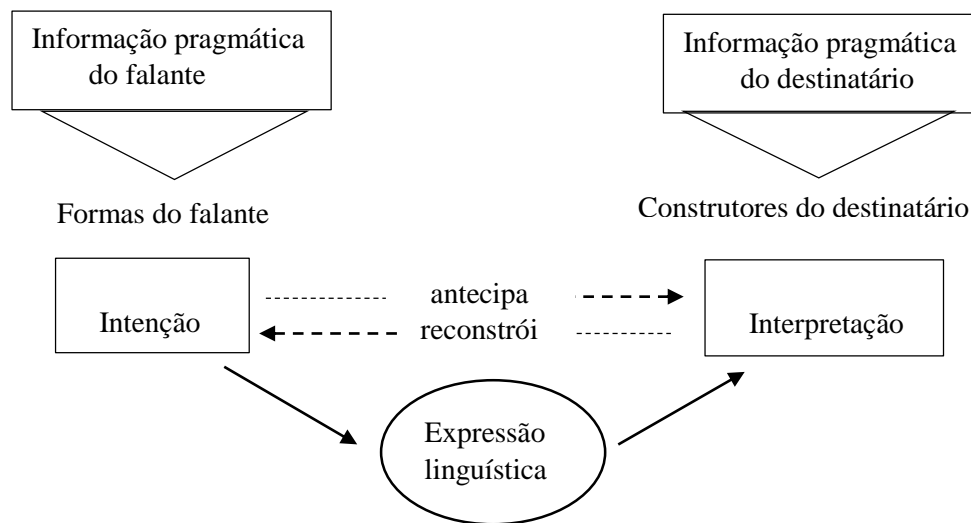 Informação pragmática
do falante
Informação pragmática
do destinatário
Formas do falante
Construtores do destinatário
Intenção
antecipa
reconstrói
Interpretação
Expressão
linguística